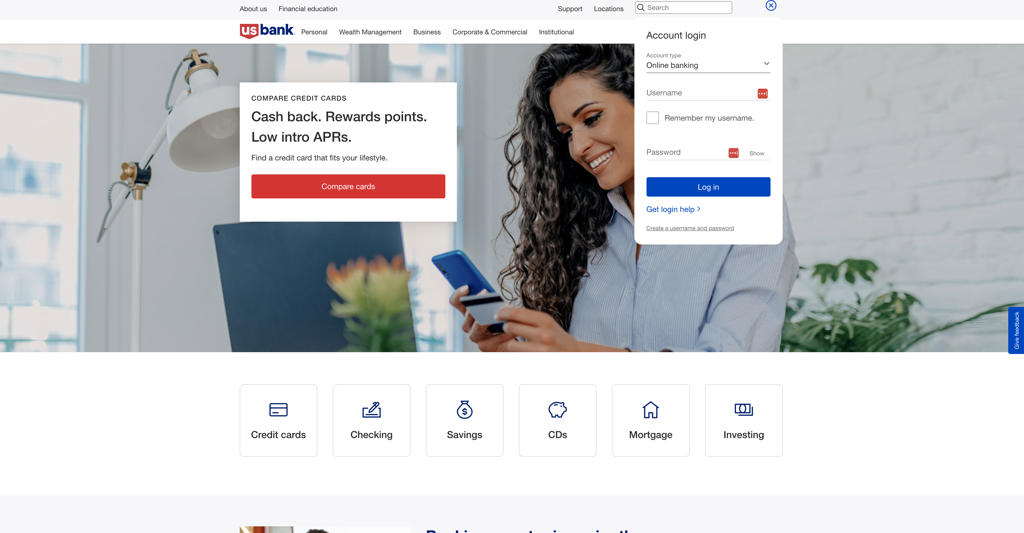 About us
Financial education
Support
Locations
Search
usbank
Personal
Wealth Management
Business
Corporate & Commercial
Institutional
Account login
Account type
Online banking
Username
Remember my username.
Password
Show
Log in
Get login help
Create a username and password
COMPARE CREDIT CARDS
Cash back. Rewards points.
Low intro APRs.
Find a credit card that fits your lifestyle.
Compare cards
Give feedback
Credit cards
Checking
Savings
CDs
Mortgage
Investing